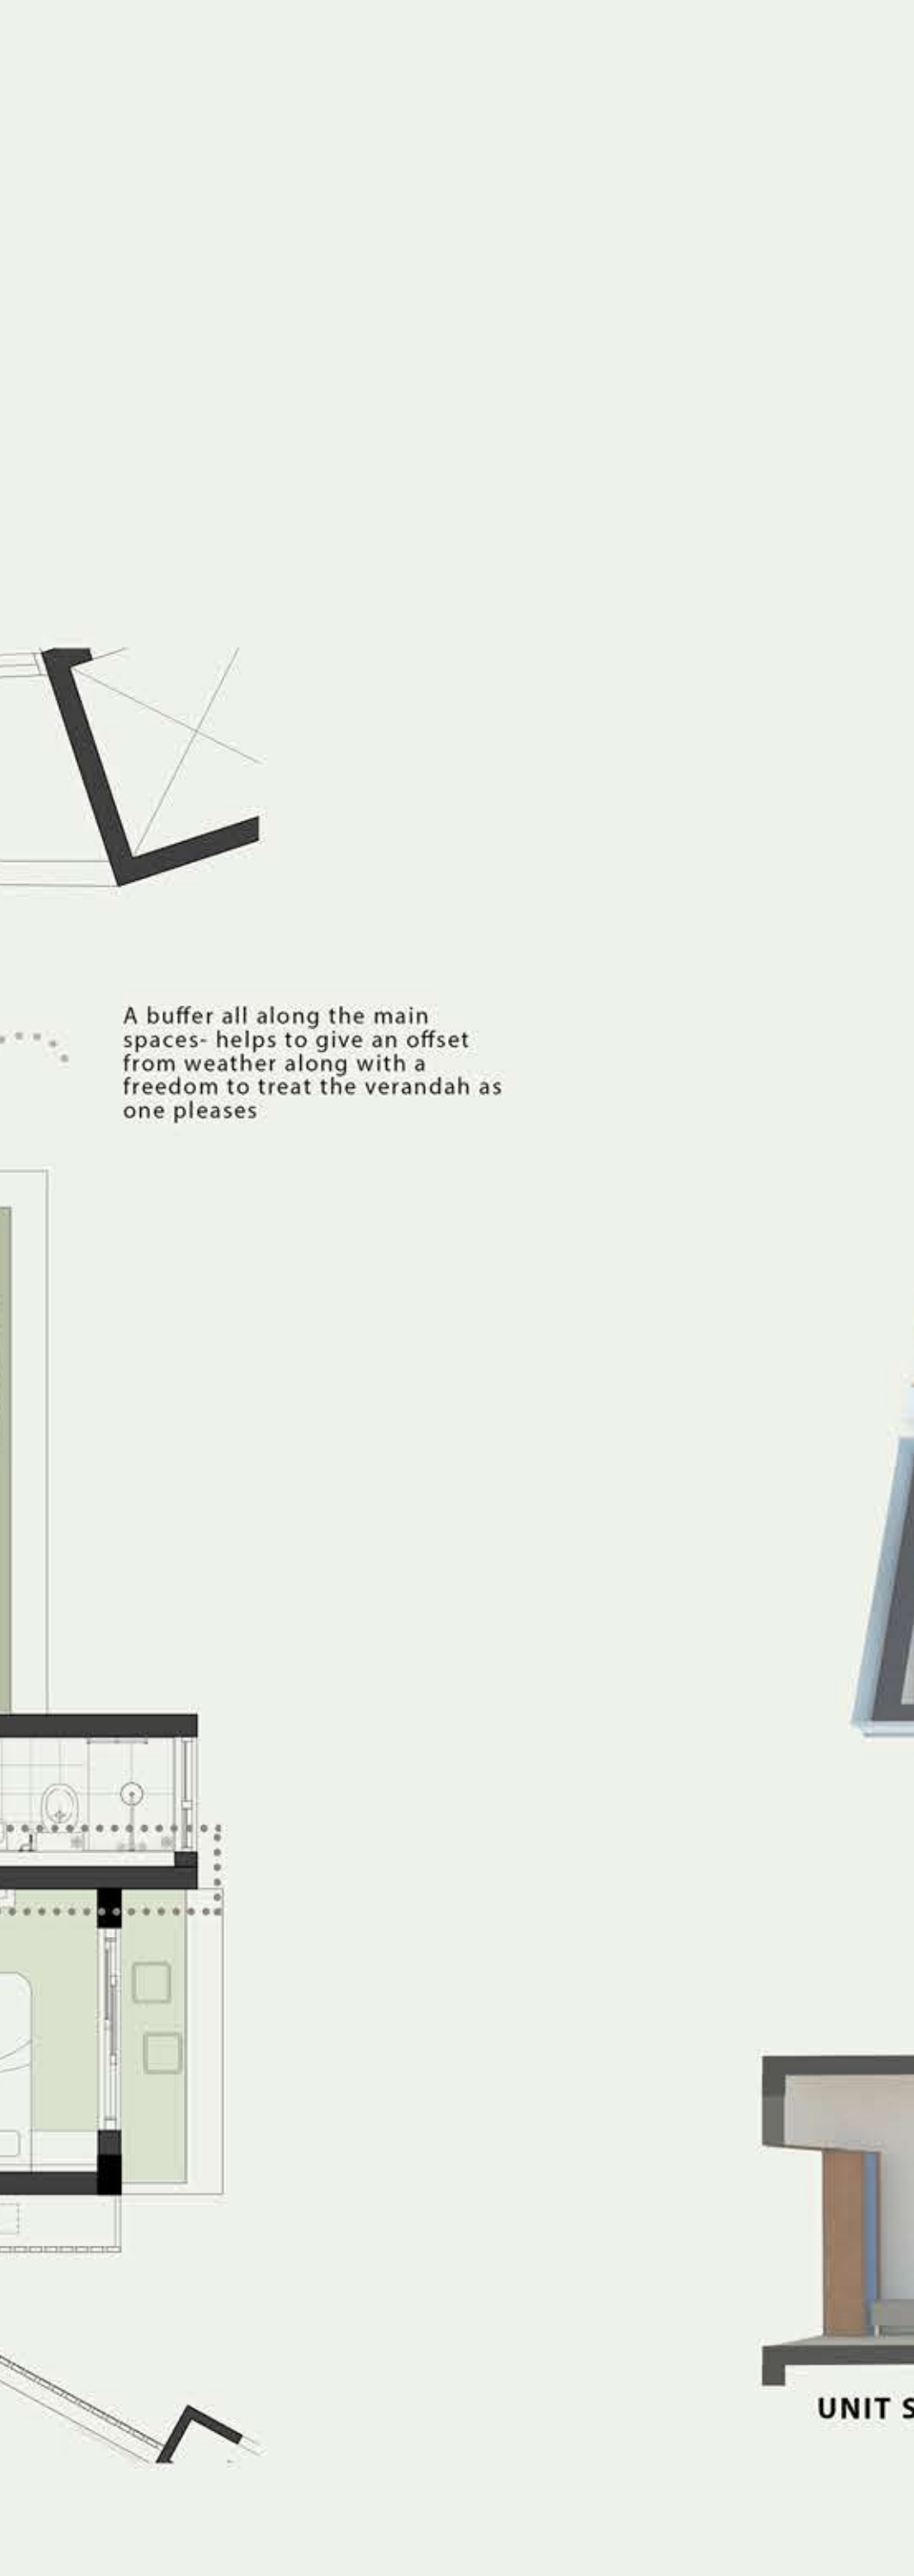 A buffer all along the main
spaces- helps to give an offset
from weather along with a
freedom to treat the verandah as
one pleases
UNIT S